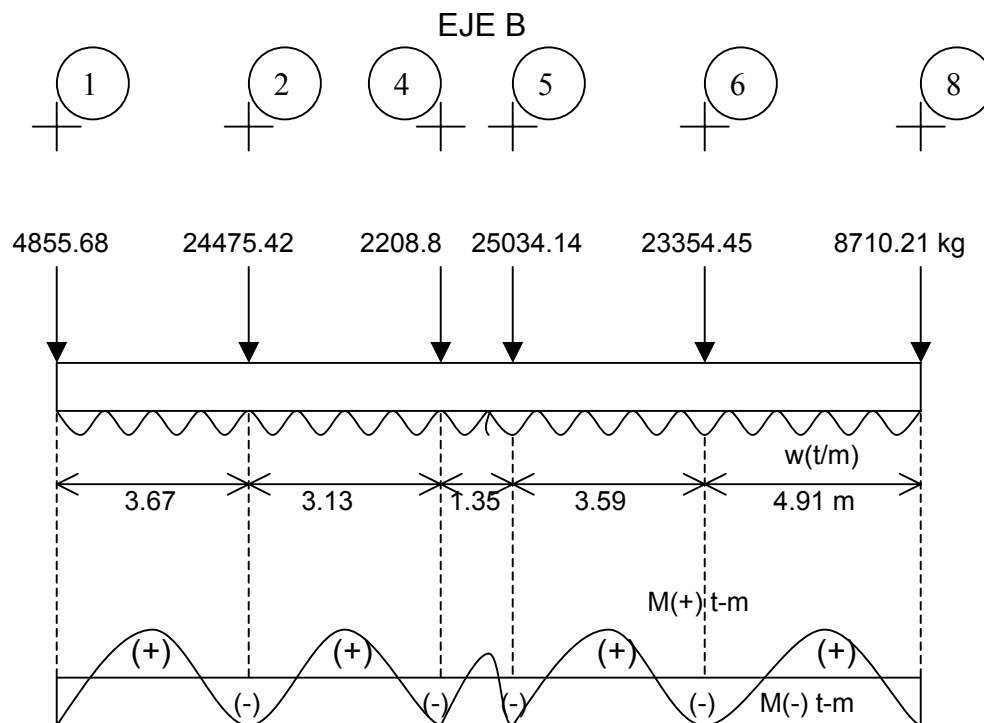 EJE B
1 2 4 5 6 8
4855.68 24475.42 2208.8 25034.14 23354.45 8710.21 kg
w(t/m)
3.67 3.13 1.35 3.59 4.91 m
M(+) t-m
(+) (+) (+) (+)
(-) (-) (-) (-) M(-) t-m